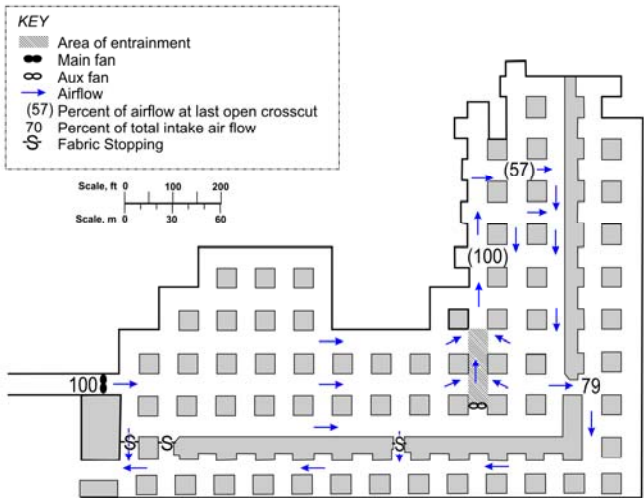 KEY
Area of entrainment
Main fan
Aux fan
Airflow
(57) Percent of airflow at last open crosscut
70 Percent of total intake air flow
S Fabric Stopping
Scale, ft 0 100 200
Scale, m 0 30 60
(57)
(100)
100
79
S S S